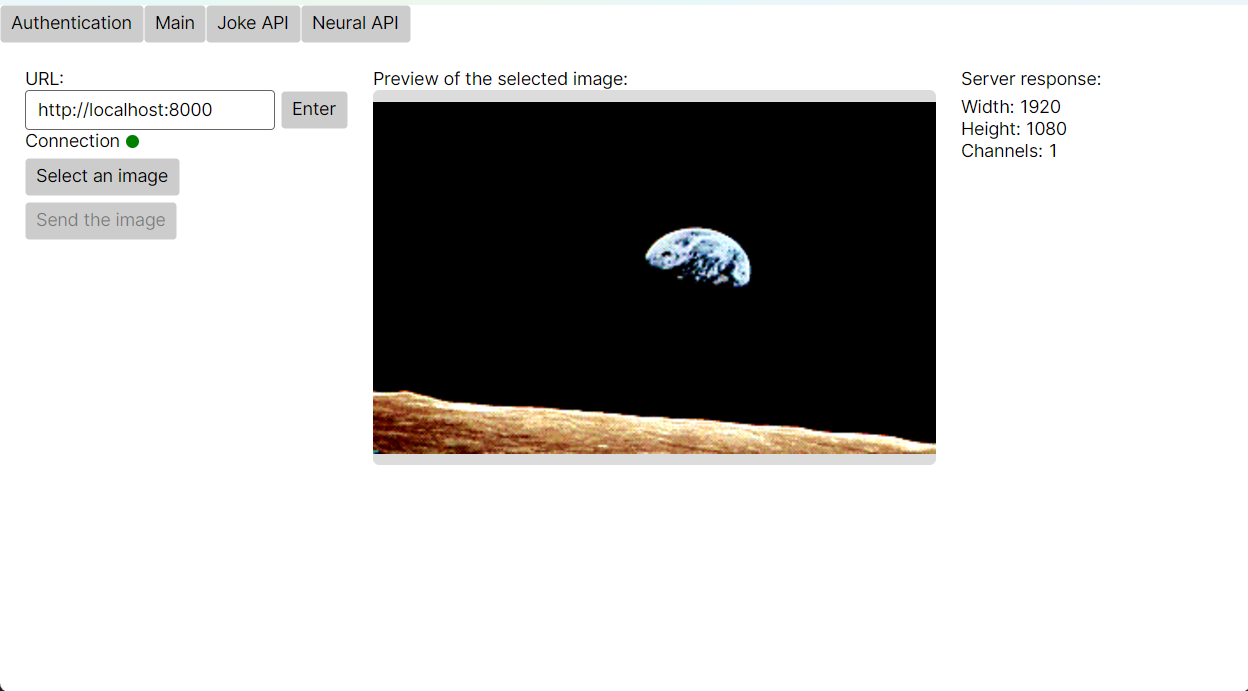 Authentication Main Joke API Neural API
URL:
http://localhost:8000 Enter
Connection
Select an image
Send the image
Preview of the selected image:
Server response:
Width: 1920
Height: 1080
Channels: 1